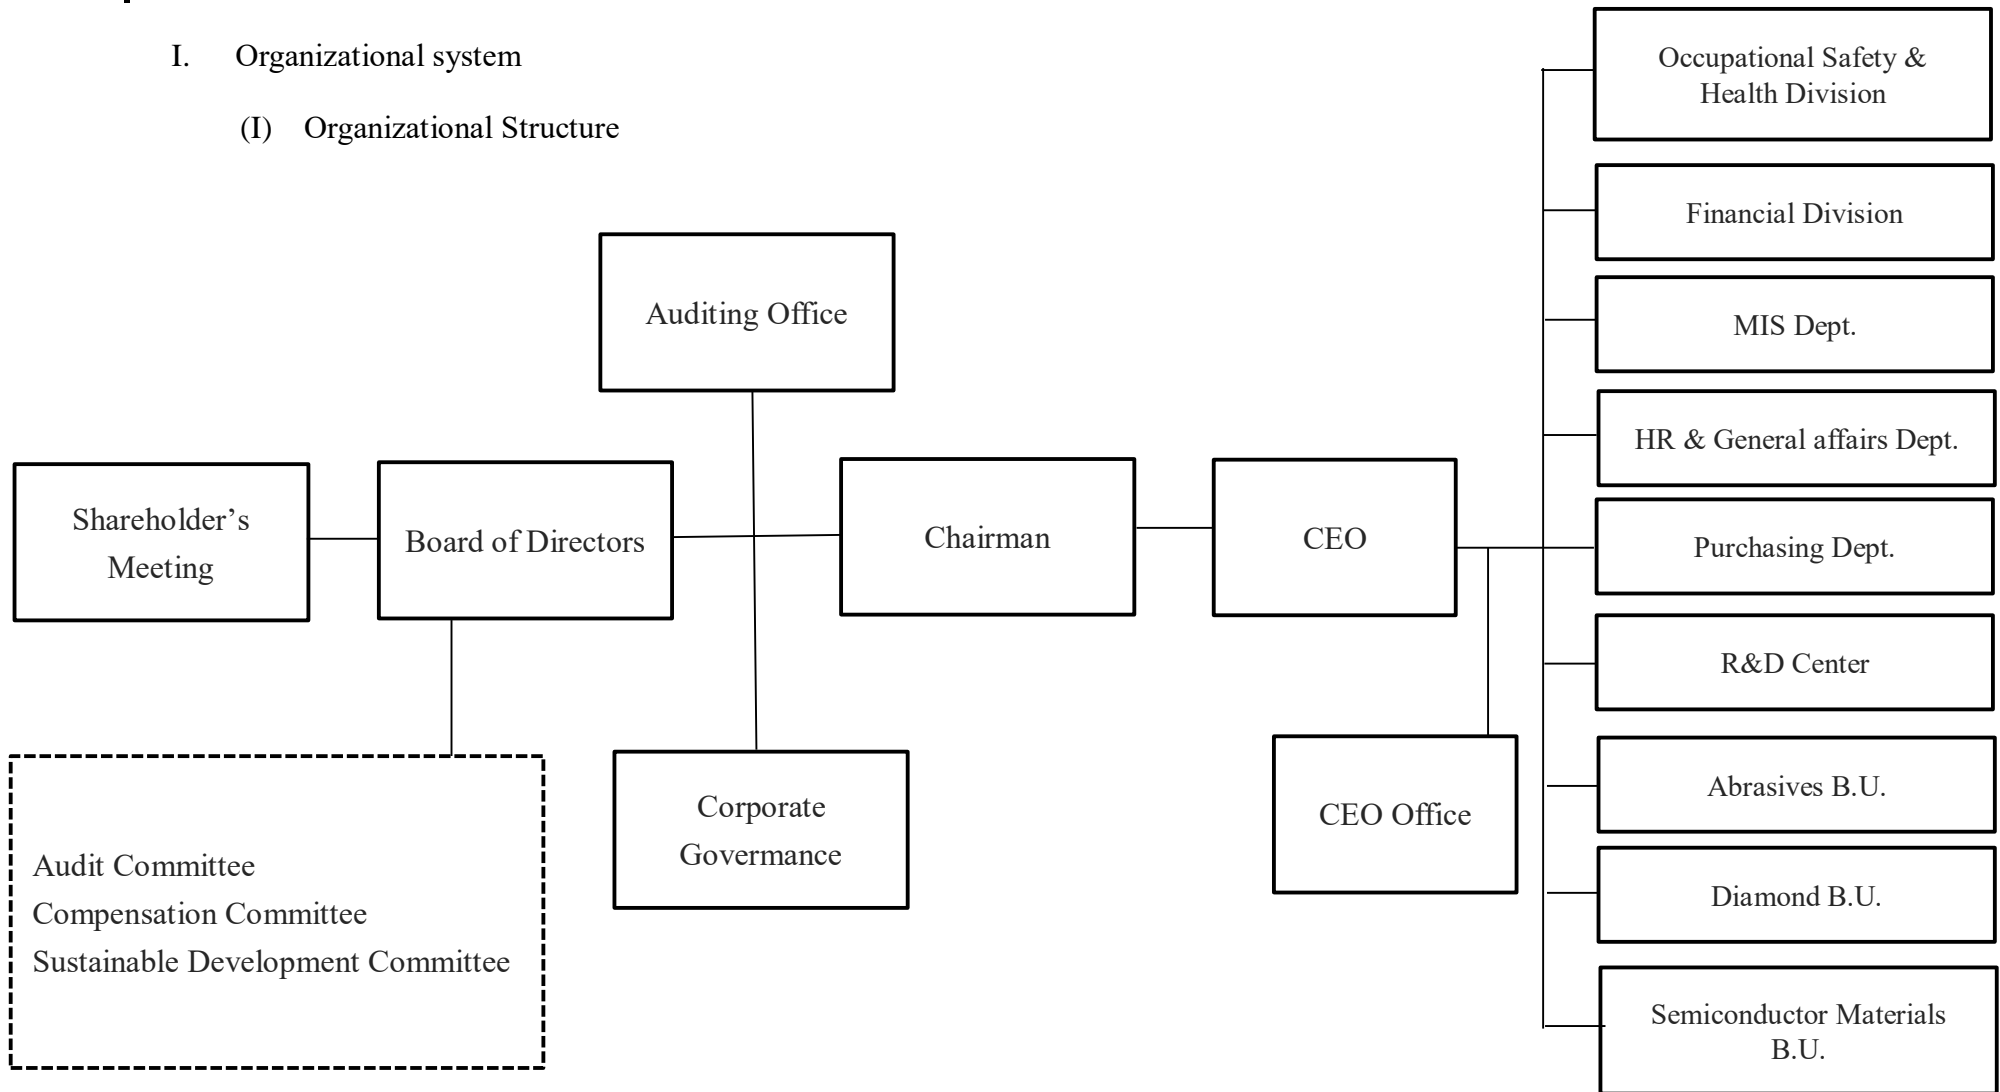 I. Organizational system
(I) Organizational Structure
Occupational Safety &
Health Division
Financial Division
MIS Dept.
HR & General affairs Dept.
Purchasing Dept.
R&D Center
Abrasives B.U.
Diamond B.U.
Semiconductor Materials
B.U.
Auditing Office
Shareholder’s
Meeting
Board of Directors
Chairman
CEO
CEO Office
Corporate
Govermance
Audit Committee
Compensation Committee
Sustainable Development Committee